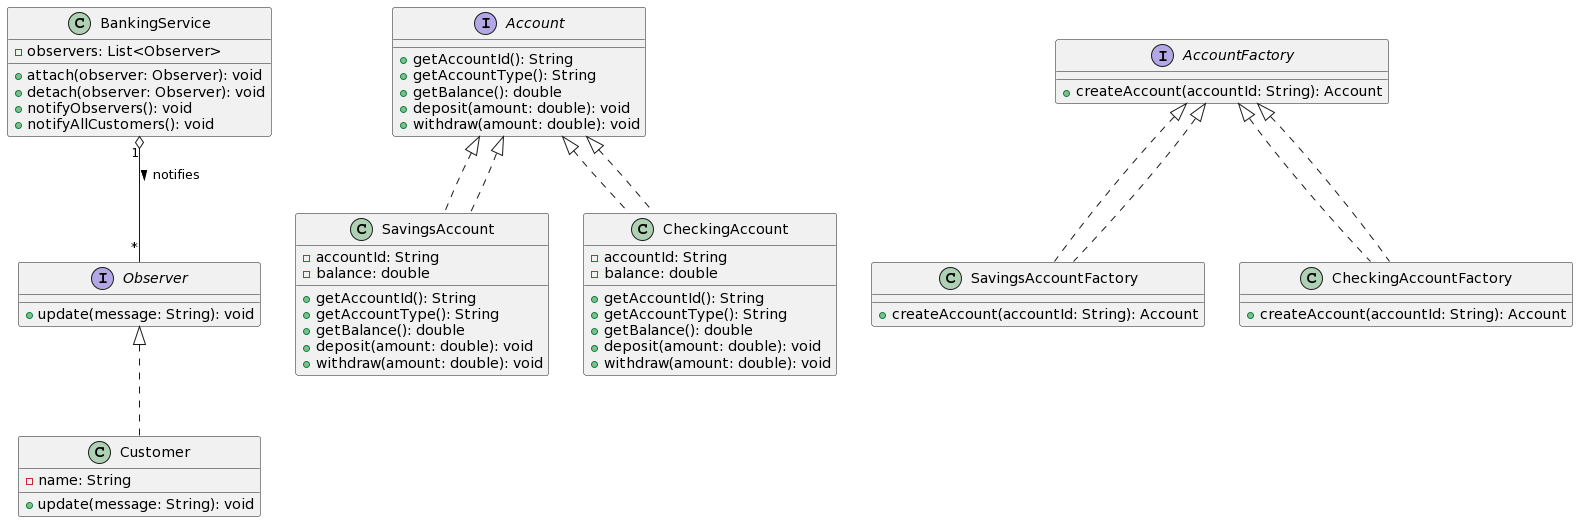 C BankingService
observers: List<Observer>
attach(observer: Observer): void
detach(observer: Observer): void
notifyObservers(): void
notifyAllCustomers(): void
1
notifies
*
I Observer
update(message: String): void
C Customer
name: String
update(message: String): void
I Account
getAccountId(): String
getAccountType(): String
getBalance(): double
deposit(amount: double): void
withdraw(amount: double): void
C SavingsAccount
accountId: String
balance: double
getAccountId(): String
getAccountType(): String
getBalance(): double
deposit(amount: double): void
withdraw(amount: double): void
C CheckingAccount
accountId: String
balance: double
getAccountId(): String
getAccountType(): String
getBalance(): double
deposit(amount: double): void
withdraw(amount: double): void
I AccountFactory
createAccount(accountId: String): Account
C SavingsAccountFactory
createAccount(accountId: String): Account
C CheckingAccountFactory
createAccount(accountId: String): Account